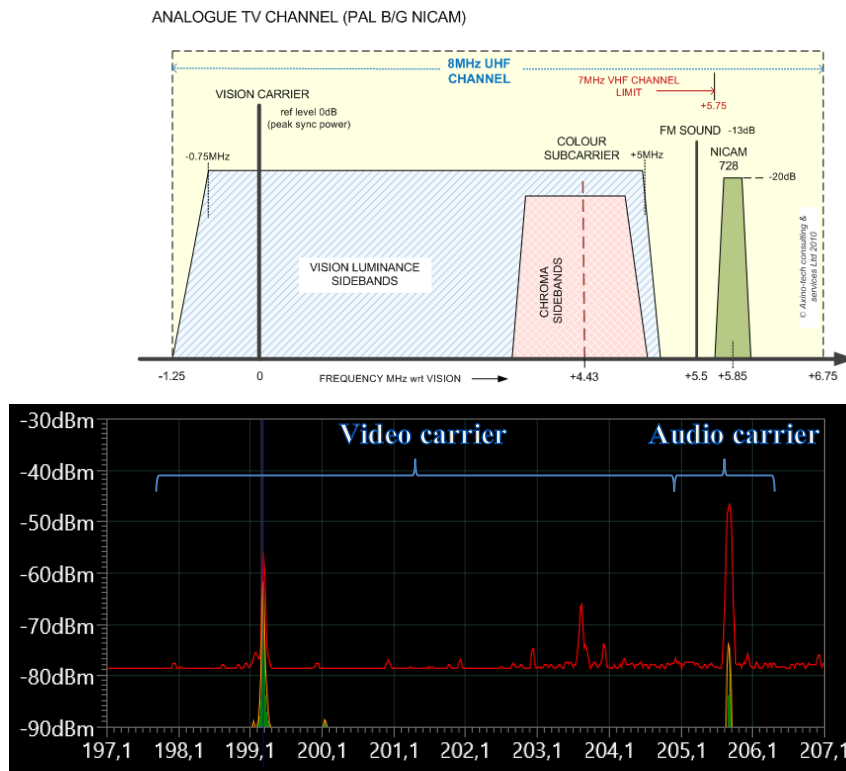 ANALOGUE TV CHANNEL (PAL B/G NICAM)
8MHz UHF
CHANNEL
7MHz VHF CHANNEL
LIMIT
+5.75
VISION CARRIER
ref level 0dB
(peak sync power)
FM SOUND -13dB
COLOUR
SUBCARRIER
NICAM
728
-0.75MHz
+5MHz
-20dB
VISION LUMINANCE
SIDEBANDS
CHROMA
SIDEBANDS
© Axino-tech consulting &
services Ltd 2010
-1.25
0
FREQUENCY MHz wrt VISION
+4.43
+5.5
+5.85
+6.75
-30dBm
Video carrier
Audio carrier
-40dBm
-50dBm
-60dBm
-70dBm
-80dBm
-90dBm
197,1 198,1 199,1 200,1 201,1 202,1 203,1 204,1 205,1 206,1 207,1